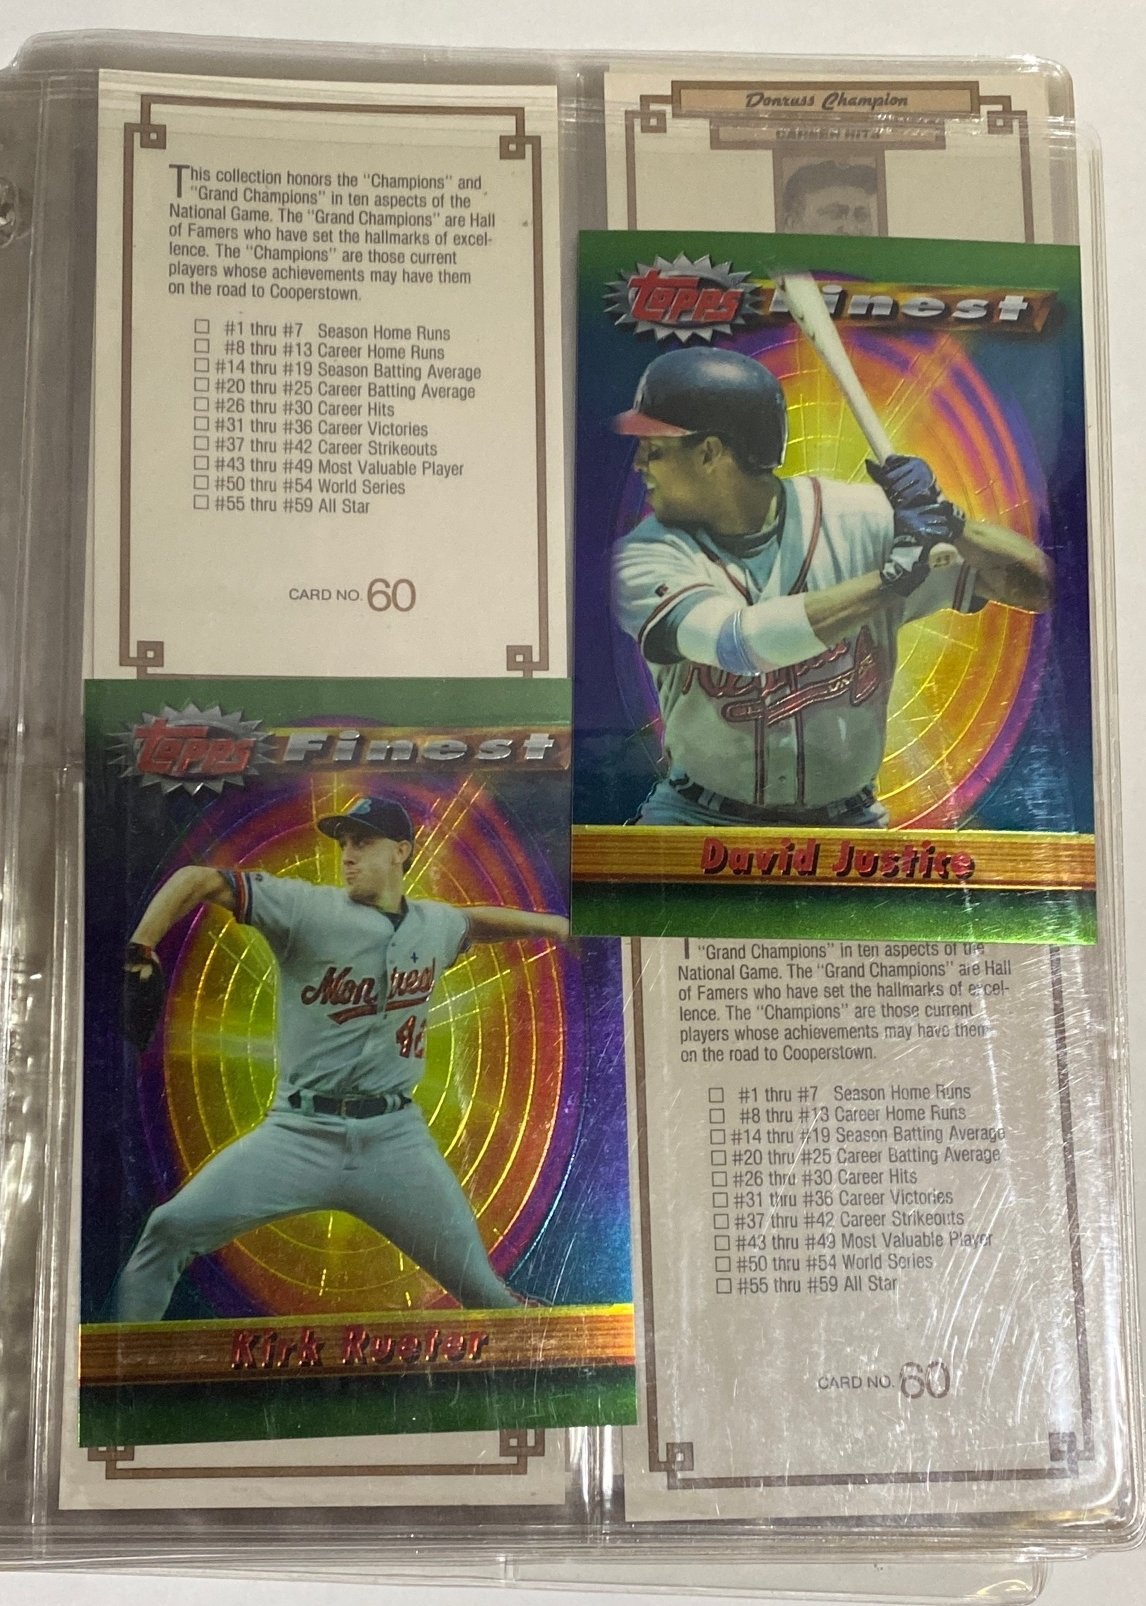 This collection honors the "Champions" and
"Grand Champions" in ten aspects of the
National Game. The "Grand Champions" are Hall
of Famers who have set the hallmarks of excel-
lence. The "Champions" are those current
players whose achievements may have them
on the road to Cooperstown.
#1 thru #7 Season Home Runs
#8 thru #13 Career Home Runs
#14 thru #19 Season Batting Average
#20 thru #25 Career Batting Average
#26 thru #30 Career Hits
#31 thru #36 Career Victories
#37 thru #42 Career Strikeouts
#43 thru #49 Most Valuable Player
#50 thru #54 World Series
#55 thru #59 All Star
CARD NO. 60
Donruss Champion
CAREER HITS
Topps Finest
23
David Justice
Topps Finest
Montreal
42
Kirk Rueter
"Grand Champions" in ten aspects of the
National Game. The "Grand Champions" are Hall
of Famers who have set the hallmarks of excel-
lence. The "Champions" are those current
players whose achievements may have them
on the road to Cooperstown.
#1 thru #7 Season Home Runs
#8 thru #13 Career Home Runs
#14 thru #19 Season Batting Average
#20 thru #25 Career Batting Average
#26 thru #30 Career Hits
#31 thru #36 Career Victories
#37 thru #42 Career Strikeouts
#43 thru #49 Most Valuable Player
#50 thru #54 World Series
#55 thru #59 All Star
CARD NO. 60